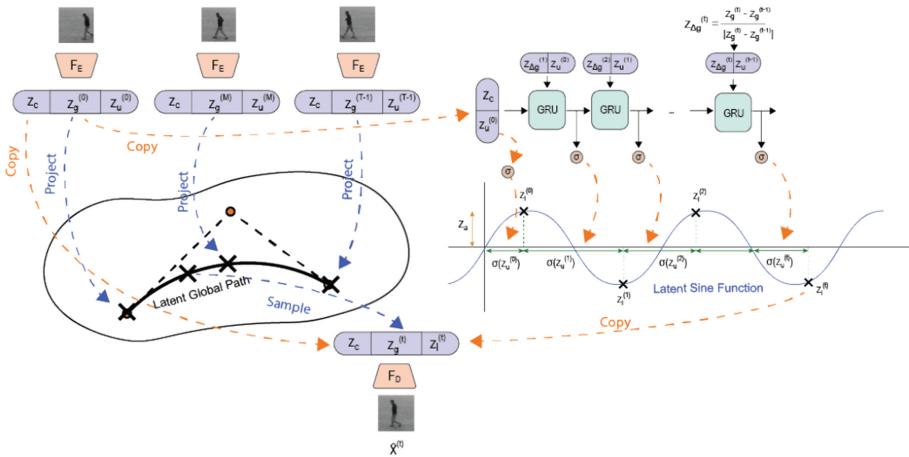 F_E
F_E
F_E
Z_c Z_g^(0) Z_u^(0)
Z_c Z_g^(M) Z_u^(M)
Z_c Z_g^(T-1) Z_u^(T-1)
Copy
Project
Copy
Project
Project
Latent Global Path
Sample
Z_Δg^(t) = Z_g^(t) - Z_g^(t-1) / |Z_g^(t) - Z_g^(t-1)|
Z_Δg^(1) Z_u^(0)
Z_Δg^(2) Z_u^(1)
Z_Δg^(t) Z_u^(t-1)
Z_c
Z_u^(0)
GRU
GRU
-
GRU
σ
σ
σ
σ
Z_a
Z_l^(0)
Z_l^(2)
σ(Z_u^(0))
σ(Z_u^(1))
σ(Z_u^(2))
σ(Z_u^(t))
Z_l^(1)
Z_l^(t)
Latent Sine Function
Copy
Z_c Z_g^(t) Z_l^(t)
F_D
X̂^(t)